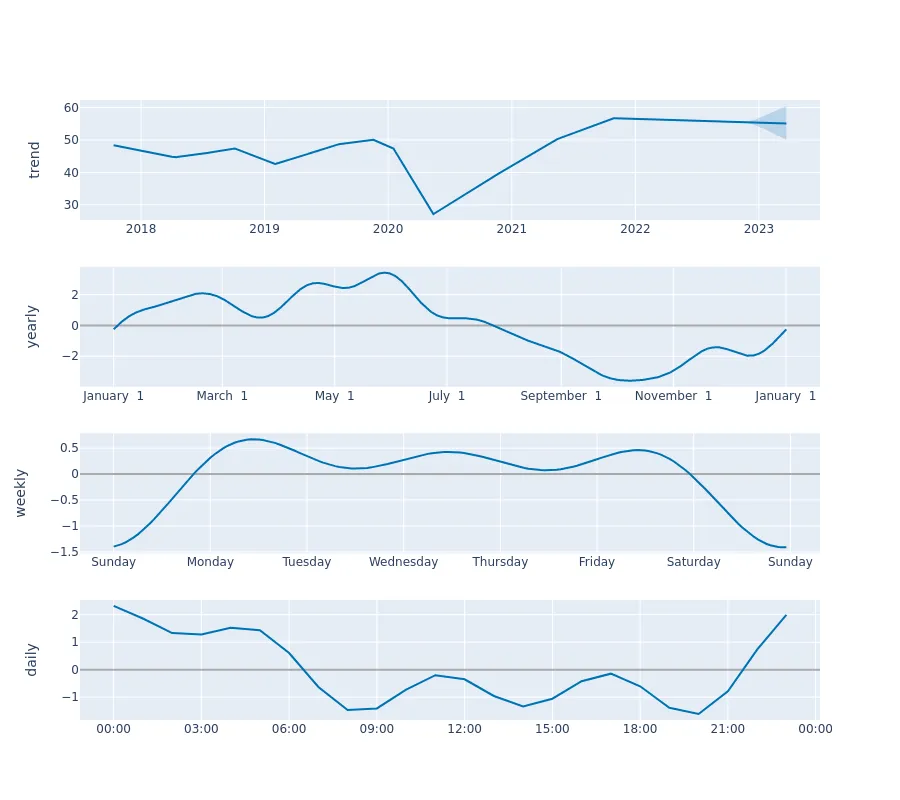 trend
60
50
40
30
2018 2019 2020 2021 2022 2023
yearly
2
0
−2
January 1 March 1 May 1 July 1 September 1 November 1 January 1
weekly
0.5
0
−0.5
−1
−1.5
Sunday Monday Tuesday Wednesday Thursday Friday Saturday Sunday
daily
2
1
0
−1
00:00 03:00 06:00 09:00 12:00 15:00 18:00 21:00 00:00